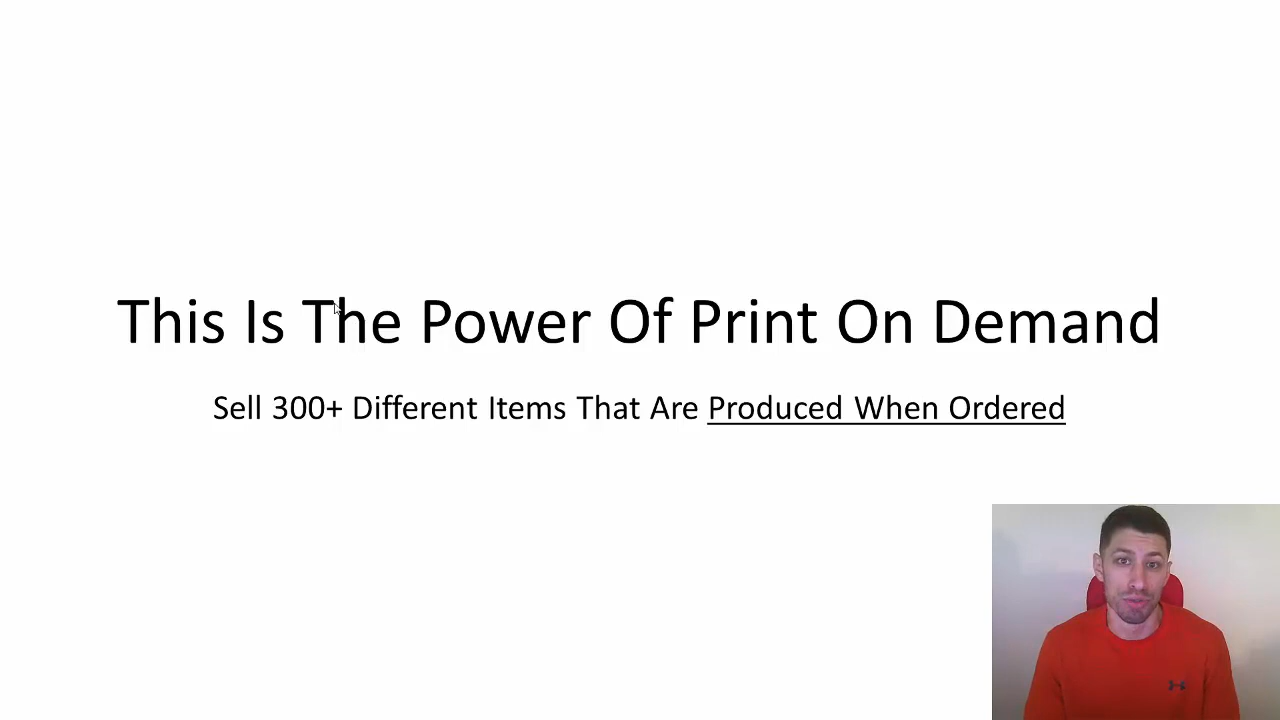 This Is The Power Of Print On Demand
Sell 300+ Different Items That Are Produced When Ordered